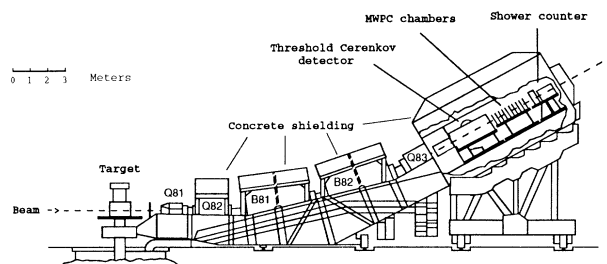 Shower counter
MWPC chambers
Threshold Cerenkov
detector
0 1 2 3 Meters
Concrete shielding
Target
Q81
Q82
B81
B82
Q83
Beam